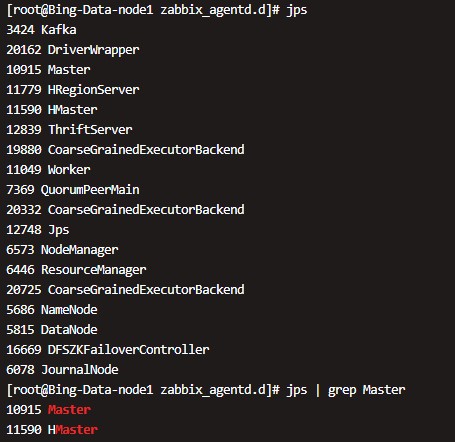 [root@Bing-Data-node1 zabbix_agentd.d]# jps
3424 Kafka
20162 DriverWrapper
10915 Master
11779 HRegionServer
11590 HMaster
12839 ThriftServer
19880 CoarseGrainedExecutorBackend
11049 Worker
7369 QuorumPeerMain
20332 CoarseGrainedExecutorBackend
12748 Jps
6573 NodeManager
6446 ResourceManager
20725 CoarseGrainedExecutorBackend
5686 NameNode
5815 DataNode
16669 DFSZKFailoverController
6078 JournalNode
[root@Bing-Data-node1 zabbix_agentd.d]# jps | grep Master
10915 Master
11590 HMaster